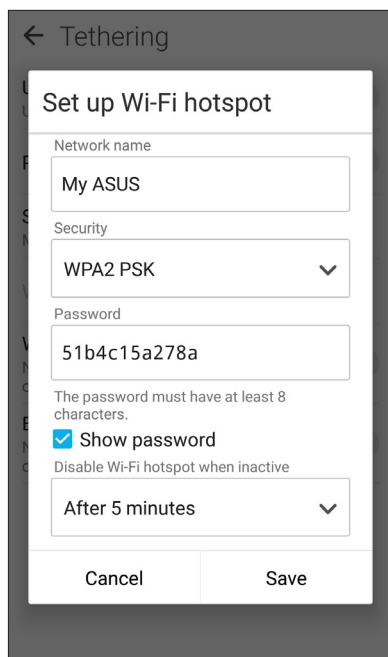 Tethering
Set up Wi-Fi hotspot
Network name
My ASUS
Security
WPA2 PSK
Password
51b4c15a278a
The password must have at least 8
characters.
Show password
Disable Wi-Fi hotspot when inactive
After 5 minutes
Cancel
Save